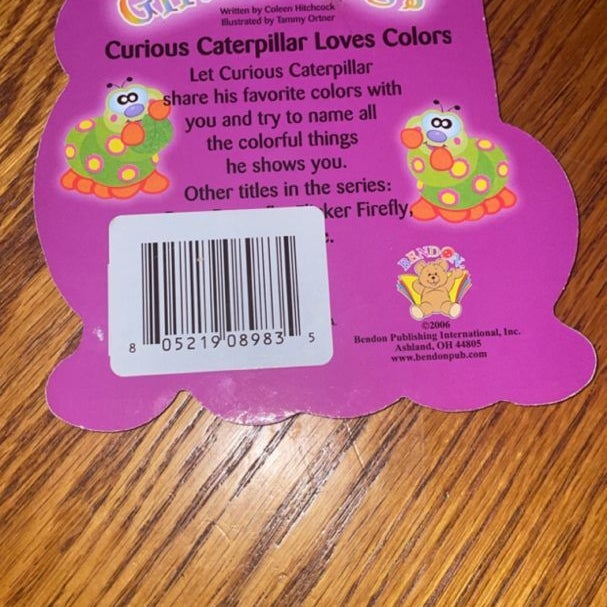 Written by Coleen Hitchcock
Illustrated by Tammy Ortner
Curious Caterpillar Loves Colors
Let Curious Caterpillar
share his favorite colors with
you and try to name all
the colorful things
he shows you.
Other titles in the series:
ker Firefly,
BENDON
©2006
Bendon Publishing International, Inc.
Ashland, OH 44805
www.bendonpub.com
8 05219 08983 5